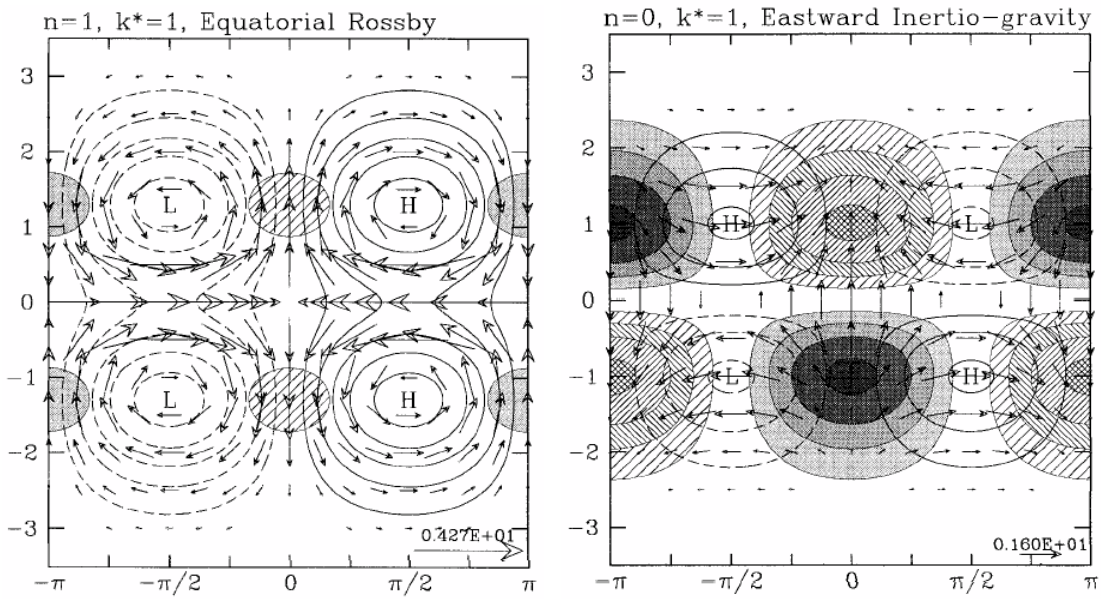 n=1, k*=1, Equatorial Rossby
3
2
1
0
−1
−2
−3
L
H
L
H
0.427E+01
−π
−π/2
0
π/2
π
n=0, k*=1, Eastward Inertio−gravity
3
2
1
0
−1
−2
−3
H
L
L
H
0.160E+01
−π
−π/2
0
π/2
π